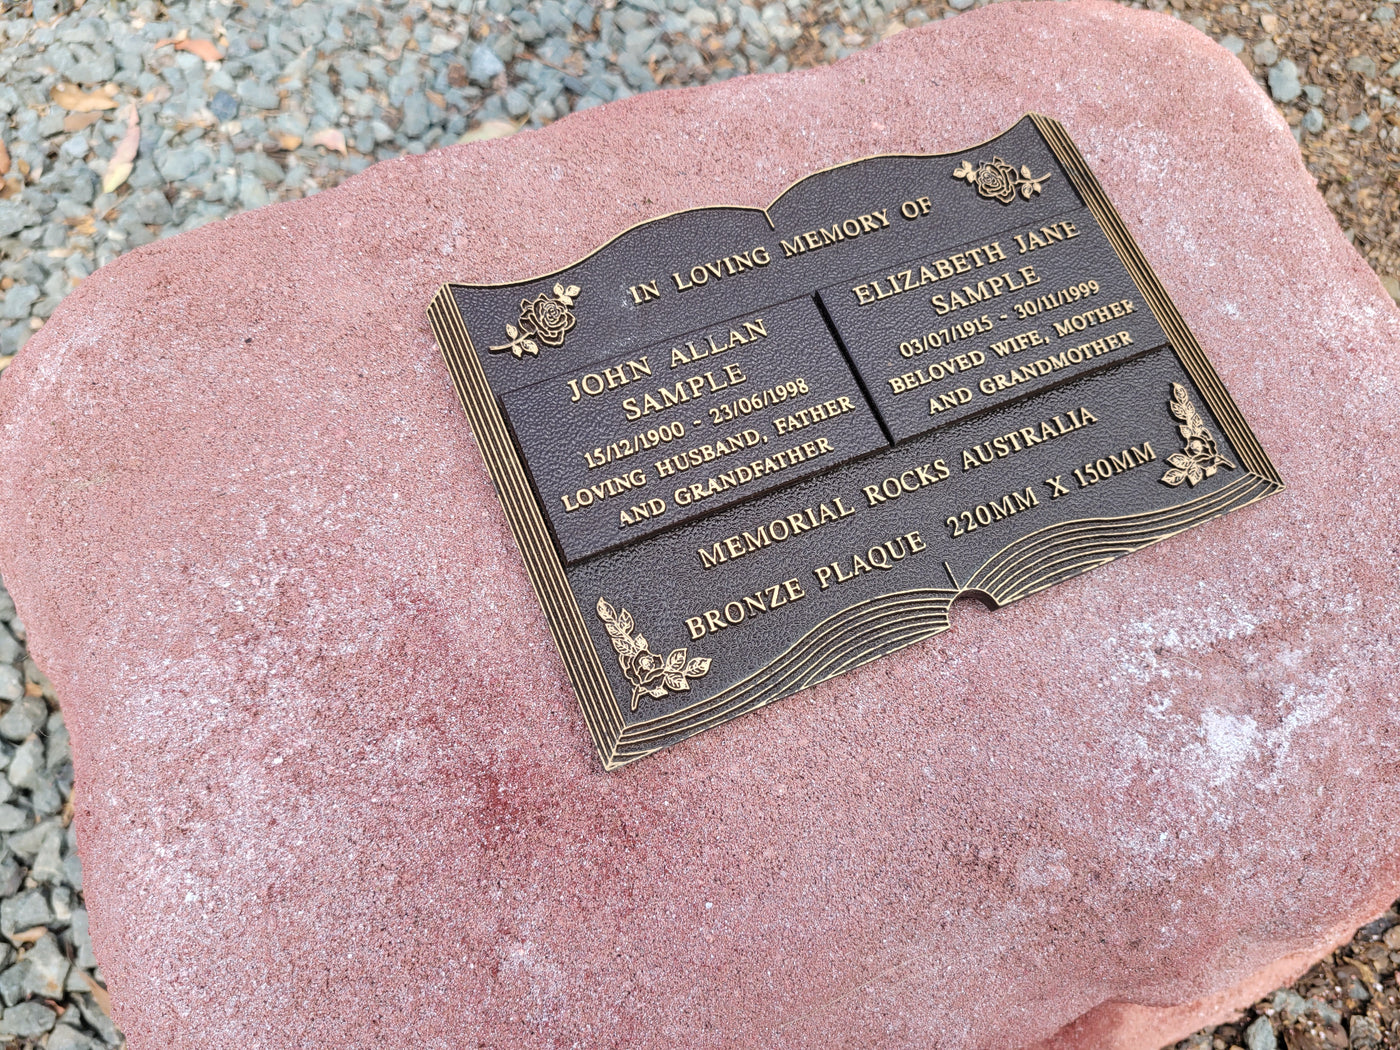 IN LOVING MEMORY OF
JOHN ALLAN
SAMPLE
15/12/1900 - 23/06/1998
LOVING HUSBAND, FATHER
AND GRANDFATHER
ELIZABETH JANE
SAMPLE
03/07/1915 - 30/11/1999
BELOVED WIFE, MOTHER
AND GRANDMOTHER
MEMORIAL ROCKS AUSTRALIA
BRONZE PLAQUE 220MM X 150MM